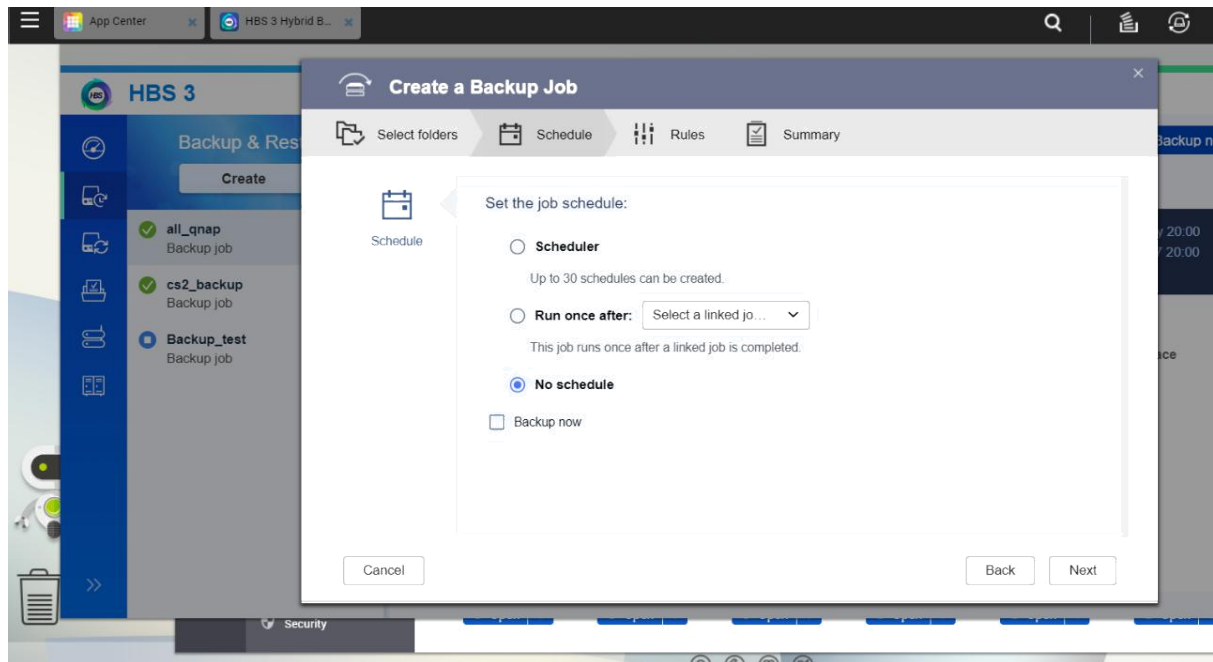 App Center
HBS 3 Hybrid B...
HBS 3
Create a Backup Job
Select folders
Schedule
Rules
Summary
Backup & Res
Create
all_qnap
Backup job
cs2_backup
Backup job
Backup_test
Backup job
Schedule
Set the job schedule:
Scheduler
Up to 30 schedules can be created.
Run once after: Select a linked jo...
This job runs once after a linked job is completed.
No schedule
Backup now
Cancel
Back
Next
Backup n
20:00
20:00
Security